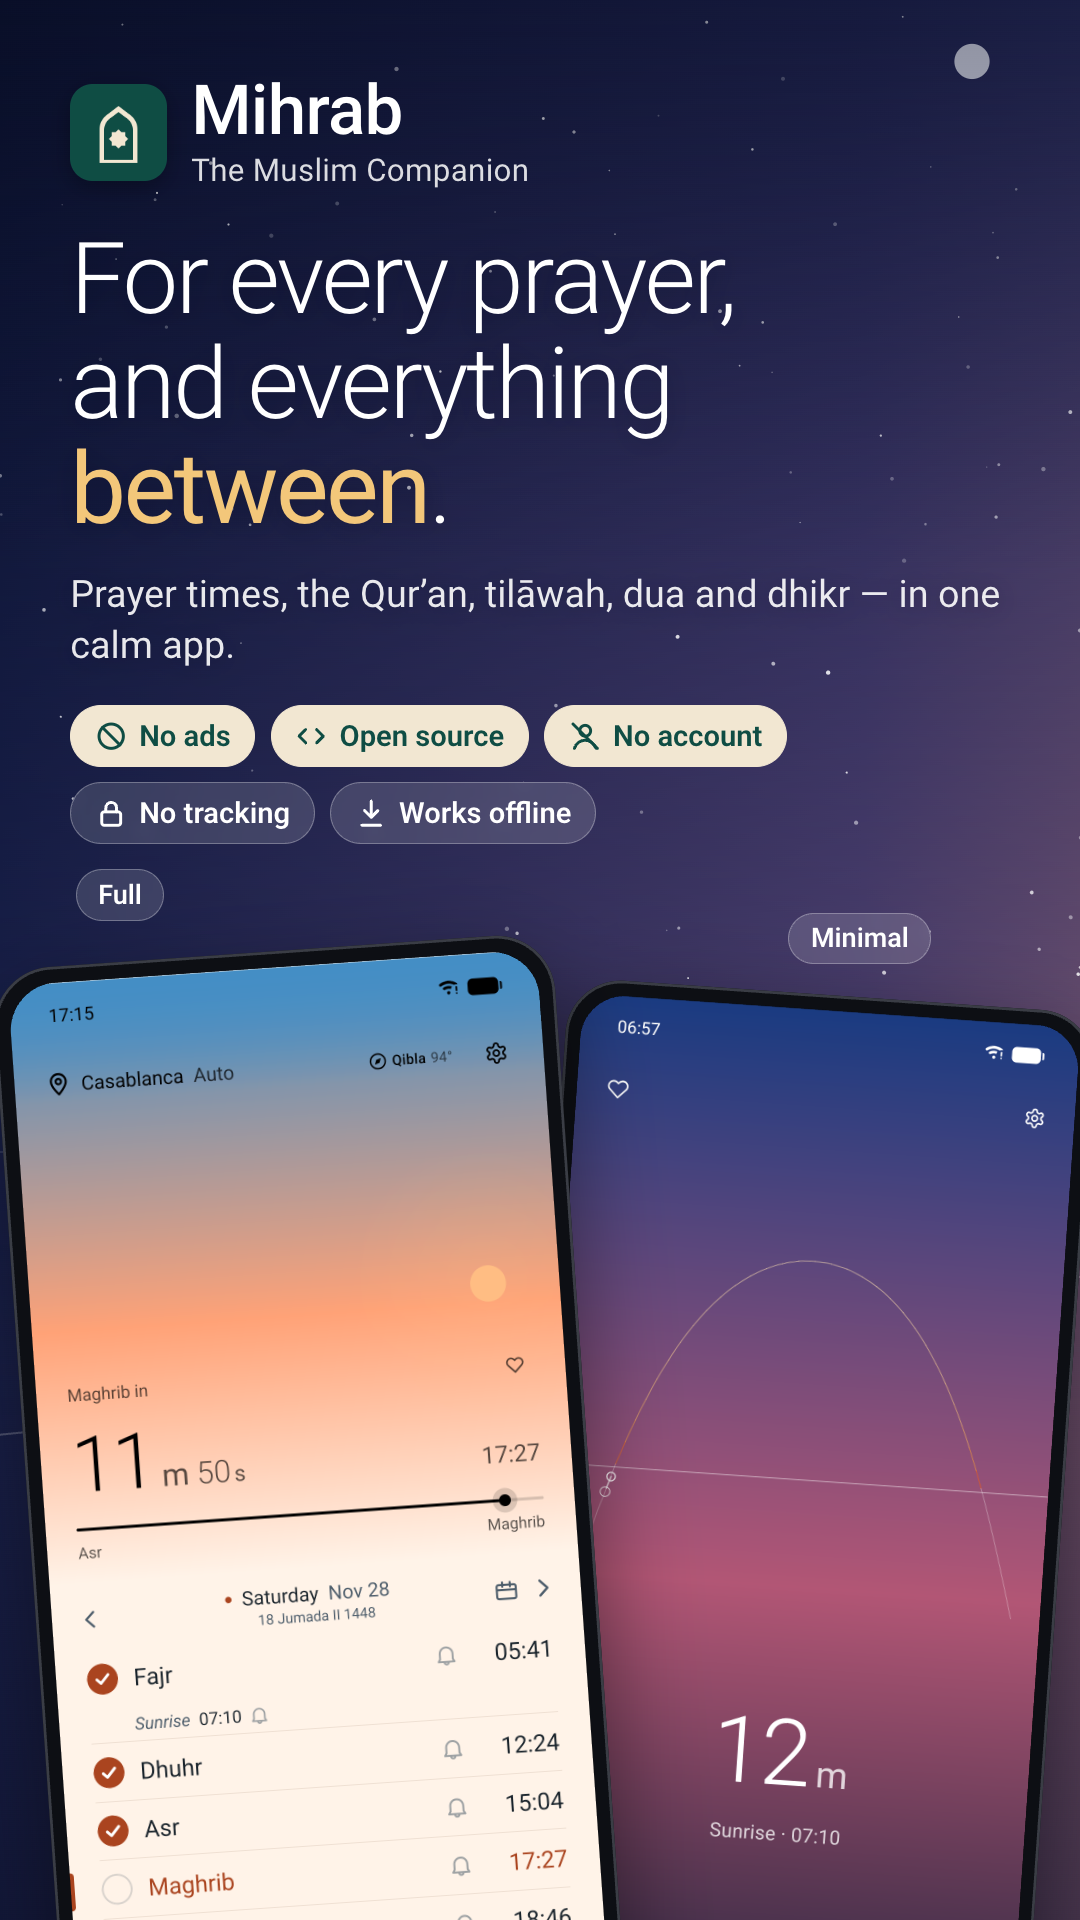 Mihrab
The Muslim Companion
For every prayer,
and everything
between.
Prayer times, the Qur’an, tilāwah, dua and dhikr — in one
calm app.
No ads
Open source
No account
No tracking
Works offline
Full
Minimal
17:15
Casablanca Auto
Qibla 94°
Maghrib in
11 m 50 s
17:27
Asr
Maghrib
Saturday Nov 28
18 Jumada II 1448
Fajr 05:41
Sunrise 07:10
Dhuhr 12:24
Asr 15:04
Maghrib 17:27
18:46
06:57
12 m
Sunrise · 07:10